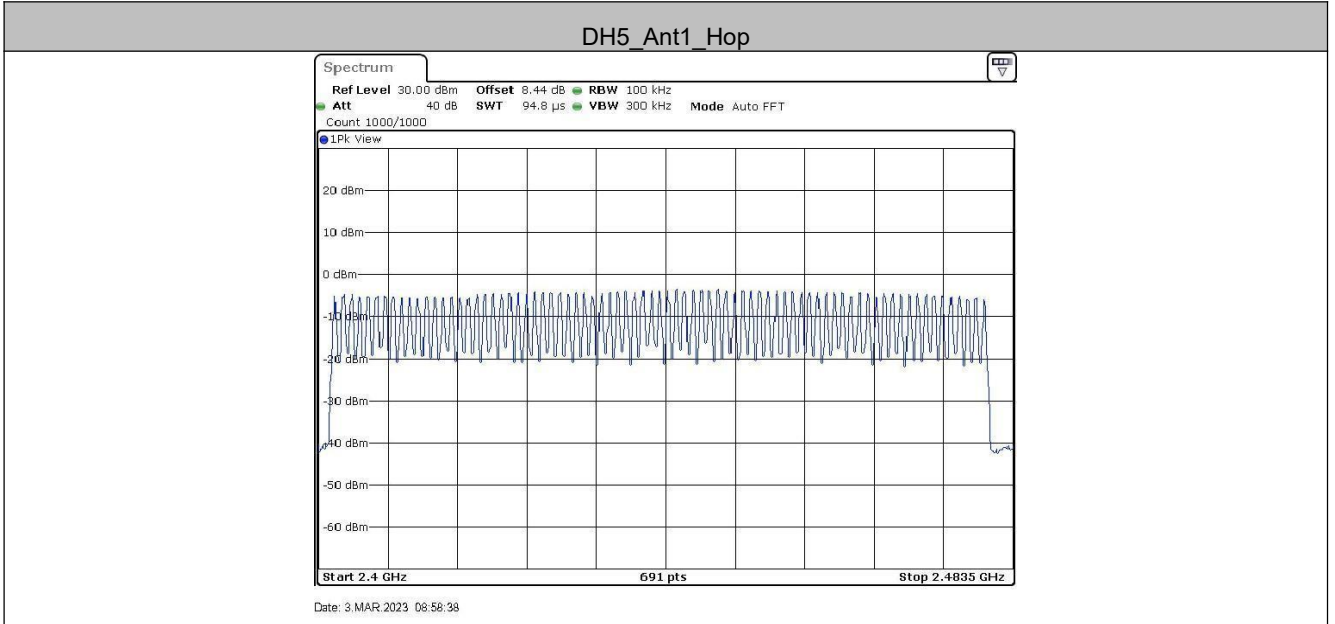 DH5_Ant1_Hop
Spectrum
Ref Level 30.00 dBm Offset 8.44 dB RBW 100 kHz
Att 40 dB SWT 94.8 µs VBW 300 kHz Mode Auto FFT
Count 1000/1000
1Pk View
20 dBm
10 dBm
0 dBm
-10 dBm
-20 dBm
-30 dBm
-40 dBm
-50 dBm
-60 dBm
Start 2.4 GHz 691 pts Stop 2.4835 GHz
Date: 3.MAR.2023 08:58:38